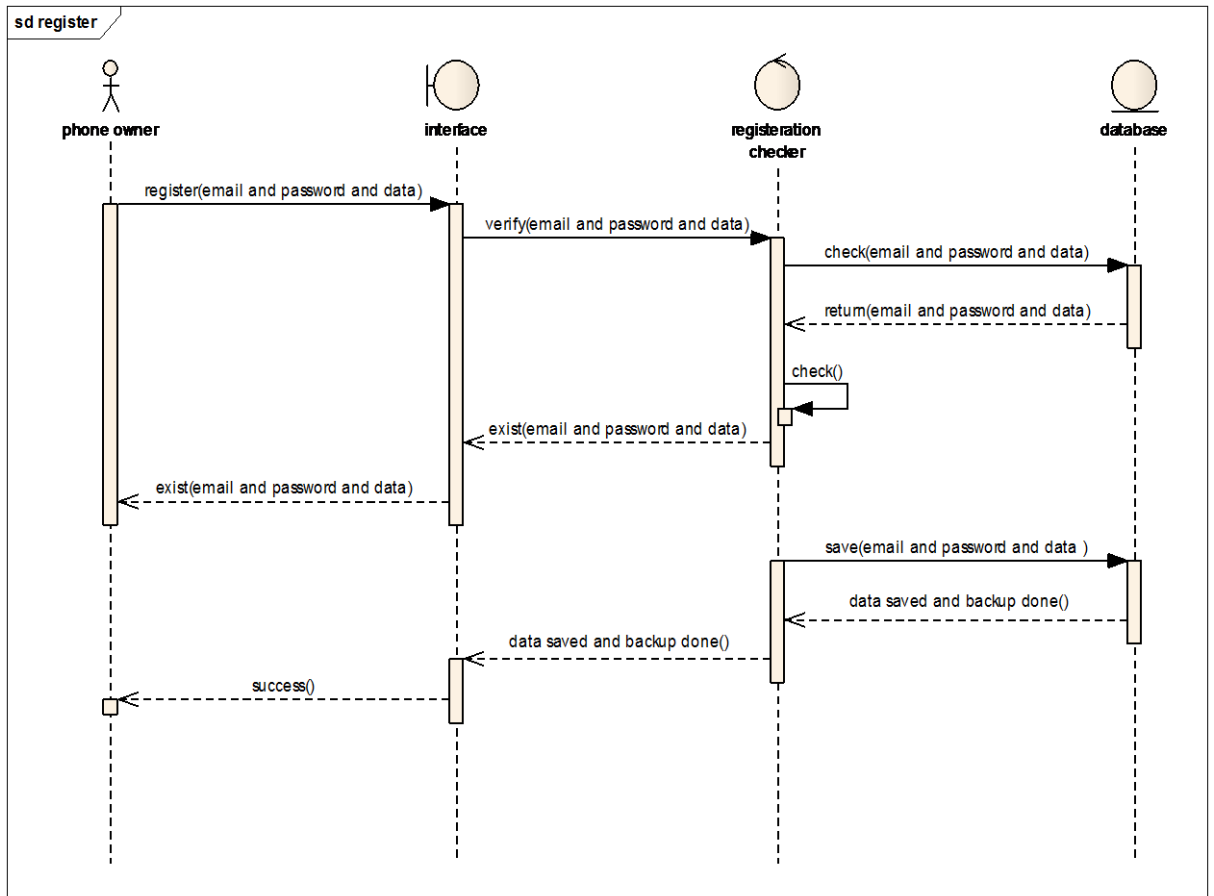 sd register
phone owner
interface
registeration
checker
database
register(email and password and data)
verify(email and password and data)
check(email and password and data)
return(email and password and data)
check()
exist(email and password and data)
exist(email and password and data)
save(email and password and data )
data saved and backup done()
data saved and backup done()
success()